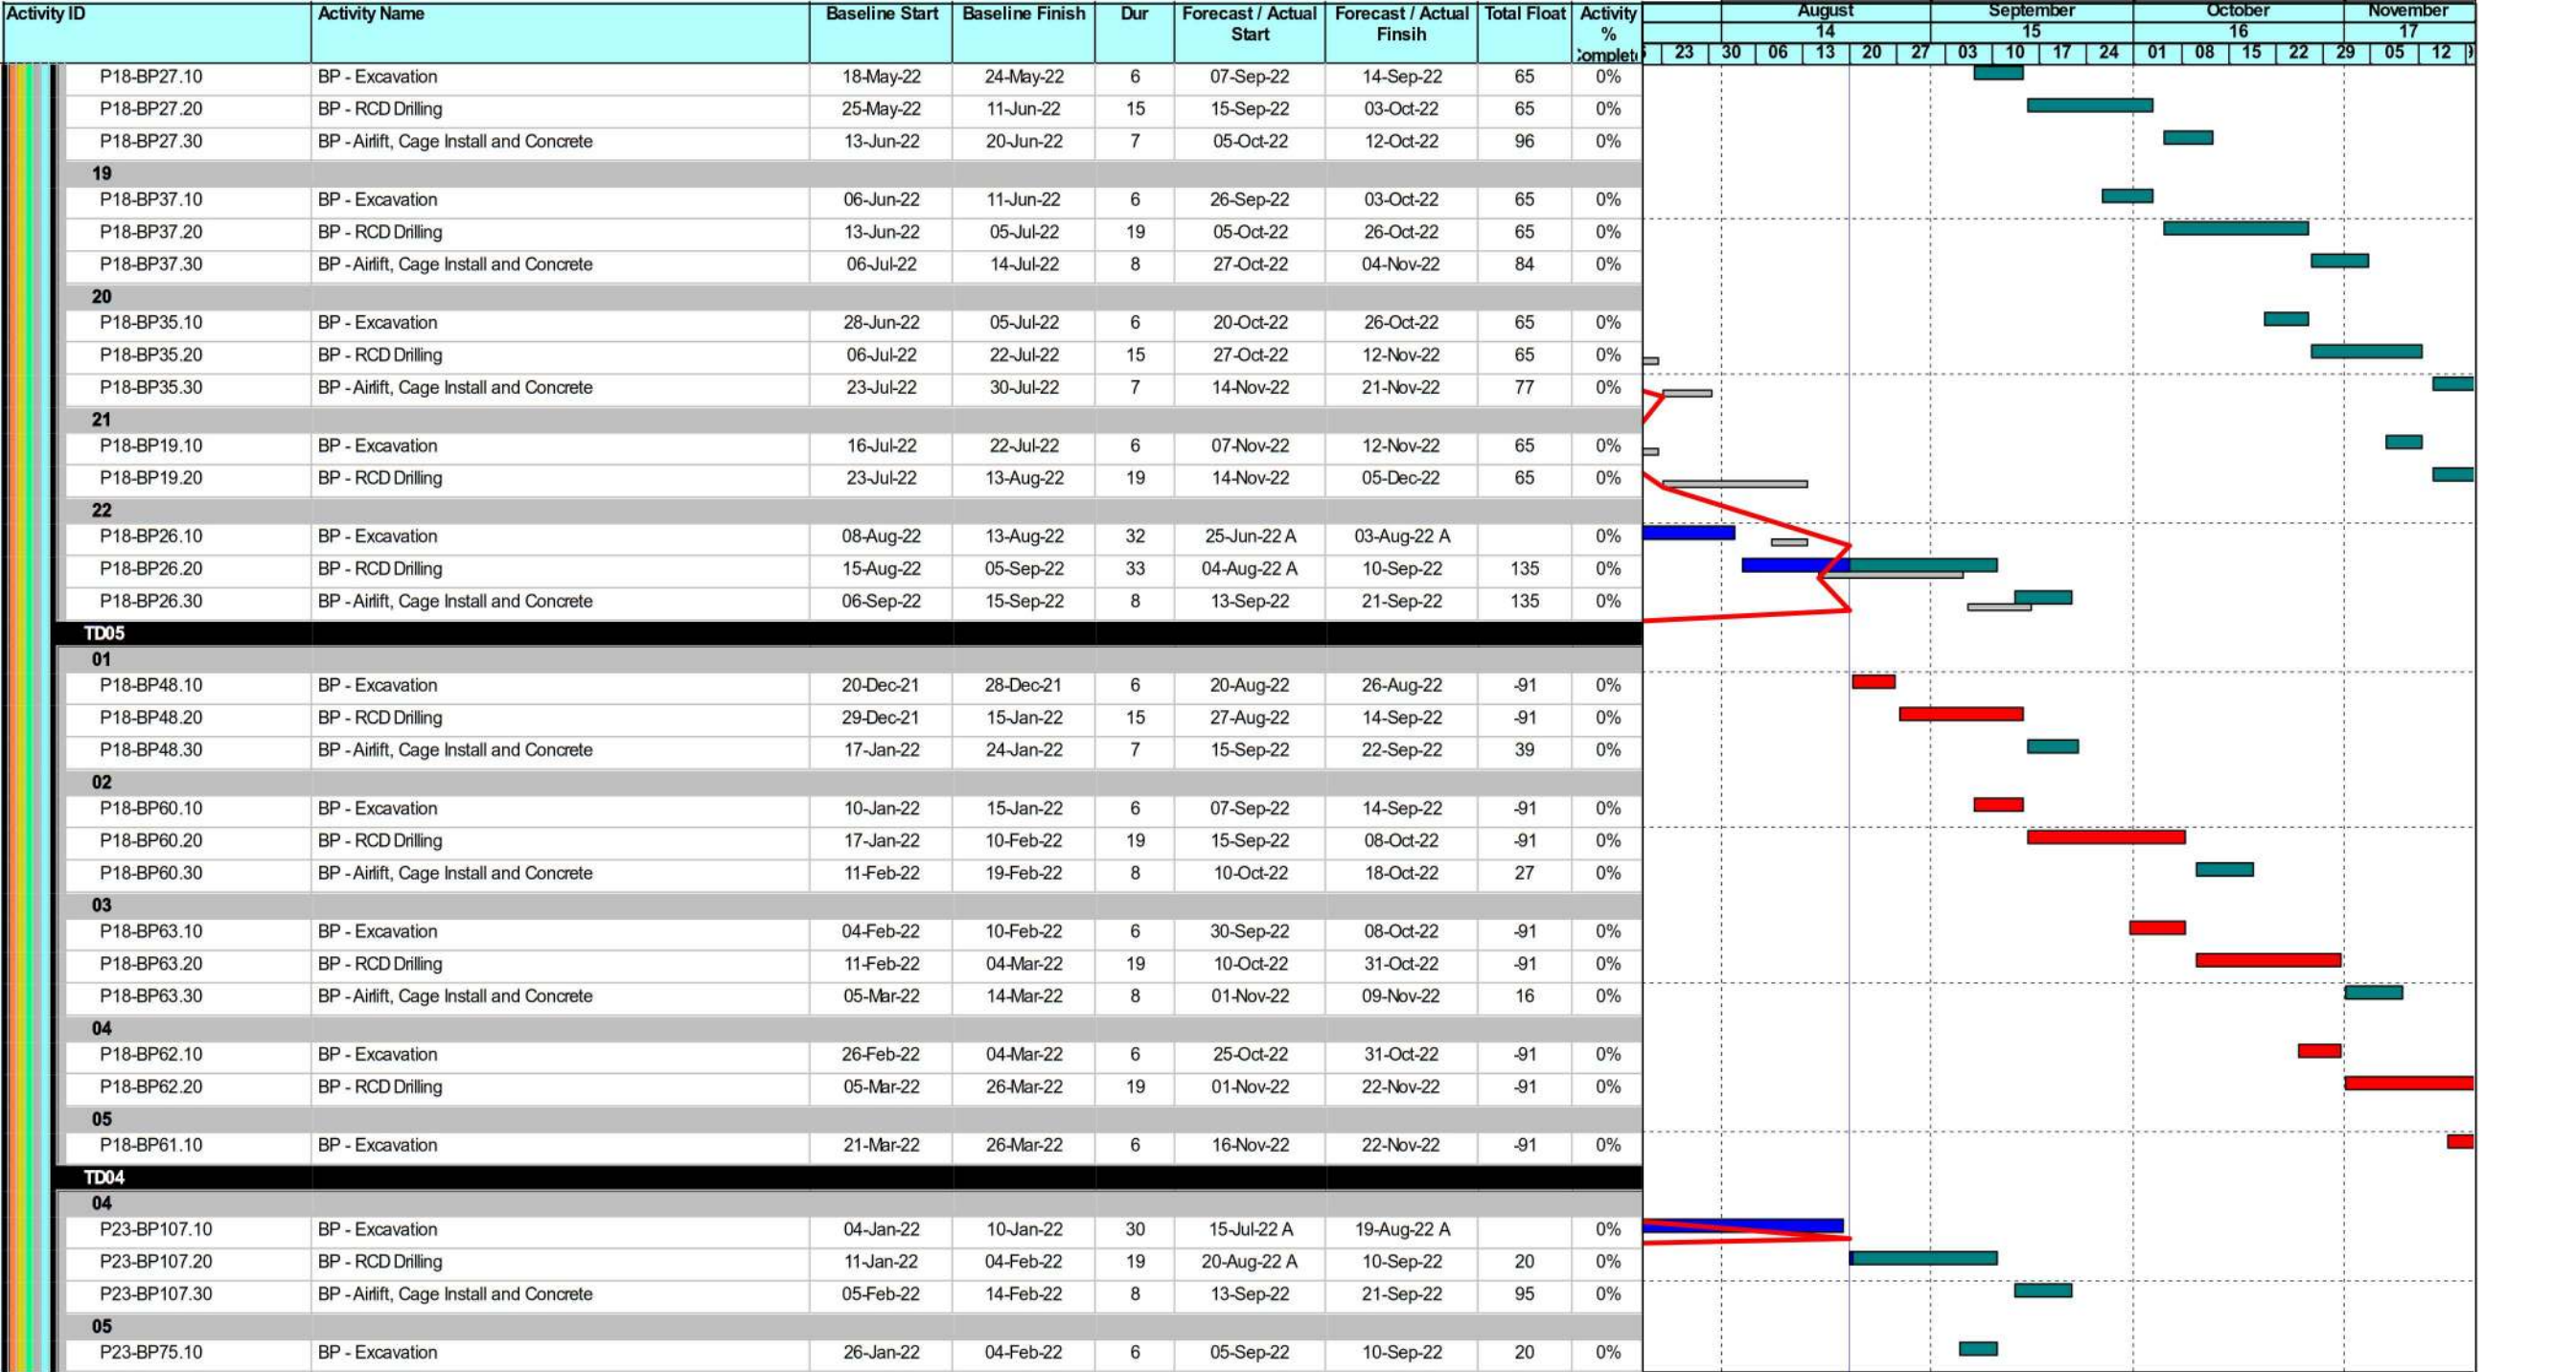 Activity ID Activity Name Baseline Start Baseline Finish Dur Forecast / Actual Start Forecast / Actual Finsih Total Float Activity % Complete
August September October November
14 15 16 17
23 30 06 13 20 27 03 10 17 24 01 08 15 22 29 05 12
P18-BP27.10 BP - Excavation 18-May-22 24-May-22 6 07-Sep-22 14-Sep-22 65 0%
P18-BP27.20 BP - RCD Drilling 25-May-22 11-Jun-22 15 15-Sep-22 03-Oct-22 65 0%
P18-BP27.30 BP - Airlift, Cage Install and Concrete 13-Jun-22 20-Jun-22 7 05-Oct-22 12-Oct-22 96 0%
19
P18-BP37.10 BP - Excavation 06-Jun-22 11-Jun-22 6 26-Sep-22 03-Oct-22 65 0%
P18-BP37.20 BP - RCD Drilling 13-Jun-22 05-Jul-22 19 05-Oct-22 26-Oct-22 65 0%
P18-BP37.30 BP - Airlift, Cage Install and Concrete 06-Jul-22 14-Jul-22 8 27-Oct-22 04-Nov-22 84 0%
20
P18-BP35.10 BP - Excavation 28-Jun-22 05-Jul-22 6 20-Oct-22 26-Oct-22 65 0%
P18-BP35.20 BP - RCD Drilling 06-Jul-22 22-Jul-22 15 27-Oct-22 12-Nov-22 65 0%
P18-BP35.30 BP - Airlift, Cage Install and Concrete 23-Jul-22 30-Jul-22 7 14-Nov-22 21-Nov-22 77 0%
21
P18-BP19.10 BP - Excavation 16-Jul-22 22-Jul-22 6 07-Nov-22 12-Nov-22 65 0%
P18-BP19.20 BP - RCD Drilling 23-Jul-22 13-Aug-22 19 14-Nov-22 05-Dec-22 65 0%
22
P18-BP26.10 BP - Excavation 08-Aug-22 13-Aug-22 32 25-Jun-22 A 03-Aug-22 A 0%
P18-BP26.20 BP - RCD Drilling 15-Aug-22 05-Sep-22 33 04-Aug-22 A 10-Sep-22 135 0%
P18-BP26.30 BP - Airlift, Cage Install and Concrete 06-Sep-22 15-Sep-22 8 13-Sep-22 21-Sep-22 135 0%
TD05
01
P18-BP48.10 BP - Excavation 20-Dec-21 28-Dec-21 6 20-Aug-22 26-Aug-22 -91 0%
P18-BP48.20 BP - RCD Drilling 29-Dec-21 15-Jan-22 15 27-Aug-22 14-Sep-22 -91 0%
P18-BP48.30 BP - Airlift, Cage Install and Concrete 17-Jan-22 24-Jan-22 7 15-Sep-22 22-Sep-22 39 0%
02
P18-BP60.10 BP - Excavation 10-Jan-22 15-Jan-22 6 07-Sep-22 14-Sep-22 -91 0%
P18-BP60.20 BP - RCD Drilling 17-Jan-22 10-Feb-22 19 15-Sep-22 08-Oct-22 -91 0%
P18-BP60.30 BP - Airlift, Cage Install and Concrete 11-Feb-22 19-Feb-22 8 10-Oct-22 18-Oct-22 27 0%
03
P18-BP63.10 BP - Excavation 04-Feb-22 10-Feb-22 6 30-Sep-22 08-Oct-22 -91 0%
P18-BP63.20 BP - RCD Drilling 11-Feb-22 04-Mar-22 19 10-Oct-22 31-Oct-22 -91 0%
P18-BP63.30 BP - Airlift, Cage Install and Concrete 05-Mar-22 14-Mar-22 8 01-Nov-22 09-Nov-22 16 0%
04
P18-BP62.10 BP - Excavation 26-Feb-22 04-Mar-22 6 25-Oct-22 31-Oct-22 -91 0%
P18-BP62.20 BP - RCD Drilling 05-Mar-22 26-Mar-22 19 01-Nov-22 22-Nov-22 -91 0%
05
P18-BP61.10 BP - Excavation 21-Mar-22 26-Mar-22 6 16-Nov-22 22-Nov-22 -91 0%
TD04
04
P23-BP107.10 BP - Excavation 04-Jan-22 10-Jan-22 30 15-Jul-22 A 19-Aug-22 A 0%
P23-BP107.20 BP - RCD Drilling 11-Jan-22 04-Feb-22 19 20-Aug-22 A 10-Sep-22 20 0%
P23-BP107.30 BP - Airlift, Cage Install and Concrete 05-Feb-22 14-Feb-22 8 13-Sep-22 21-Sep-22 95 0%
05
P23-BP75.10 BP - Excavation 26-Jan-22 04-Feb-22 6 05-Sep-22 10-Sep-22 20 0%